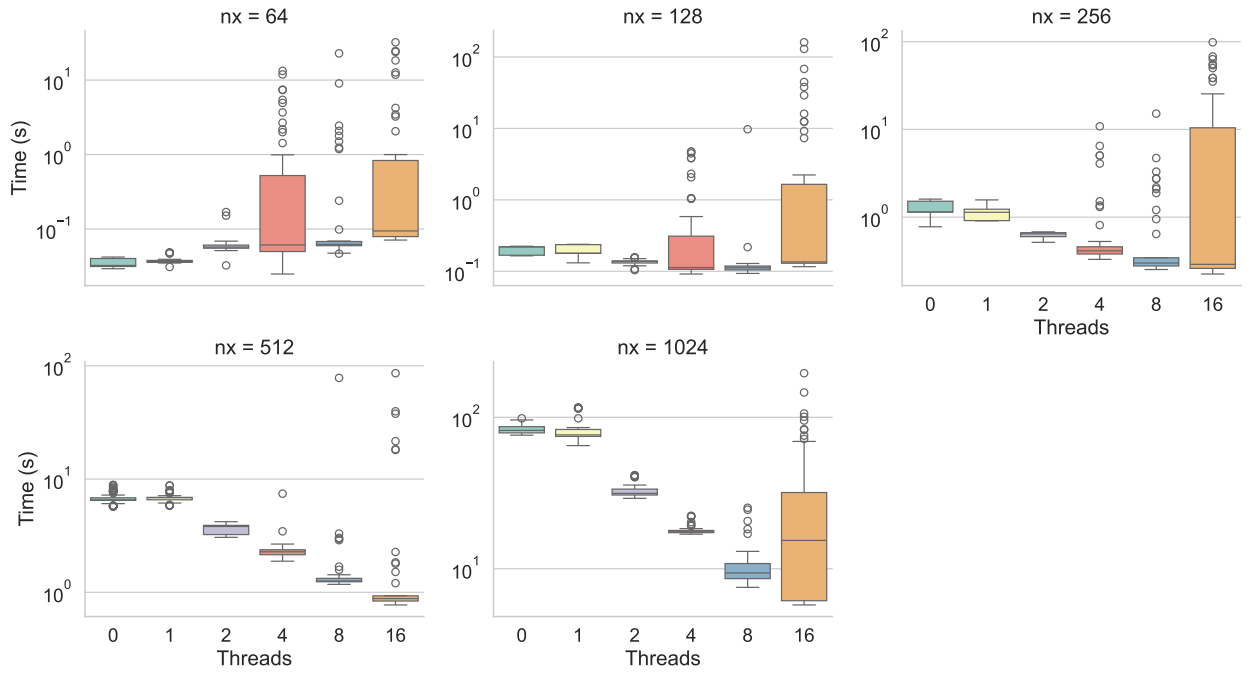 nx = 64
nx = 128
nx = 256
Time (s)
10^1
10^0
10^-1
10^2
10^1
10^0
10^-1
10^2
10^1
10^0
0 1 2 4 8 16
Threads
nx = 512
nx = 1024
Time (s)
10^2
10^1
10^0
0 1 2 4 8 16
Threads
10^2
10^1
0 1 2 4 8 16
Threads